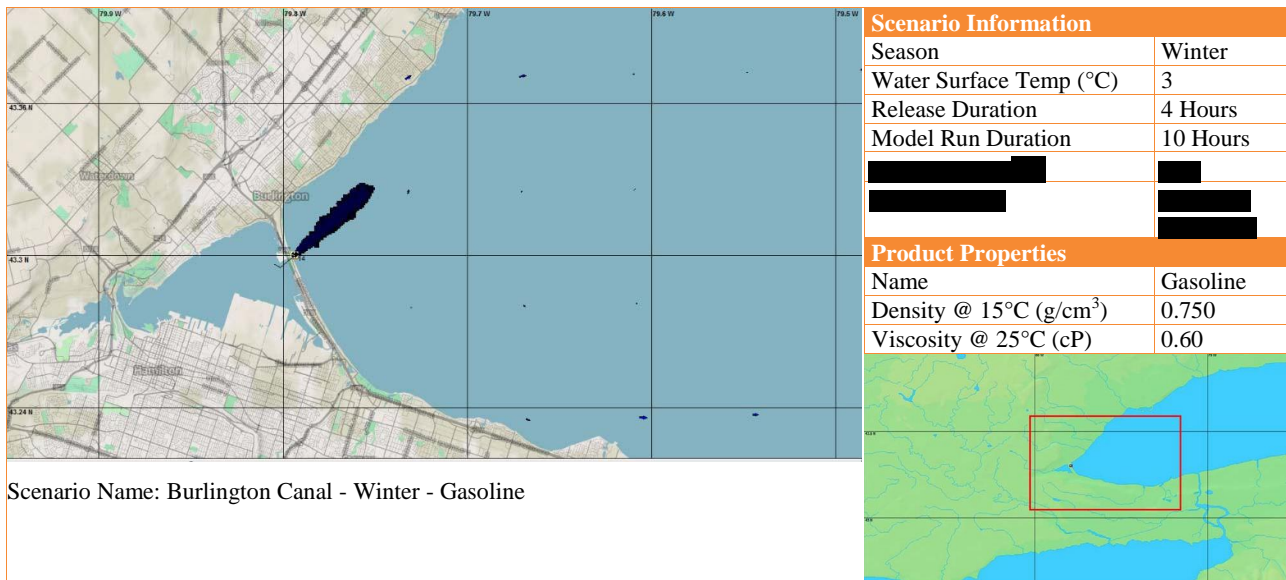 79.9 W
79.8 W
79.7 W
79.6 W
79.5 W
43.36 N
Waterdown
Burlington
43.3 N
Hamilton
43.24 N
Scenario Name: Burlington Canal - Winter - Gasoline
Scenario Information
Season Winter
Water Surface Temp (°C) 3
Release Duration 4 Hours
Model Run Duration 10 Hours
Product Properties
Name Gasoline
Density @ 15°C (g/cm³) 0.750
Viscosity @ 25°C (cP) 0.60